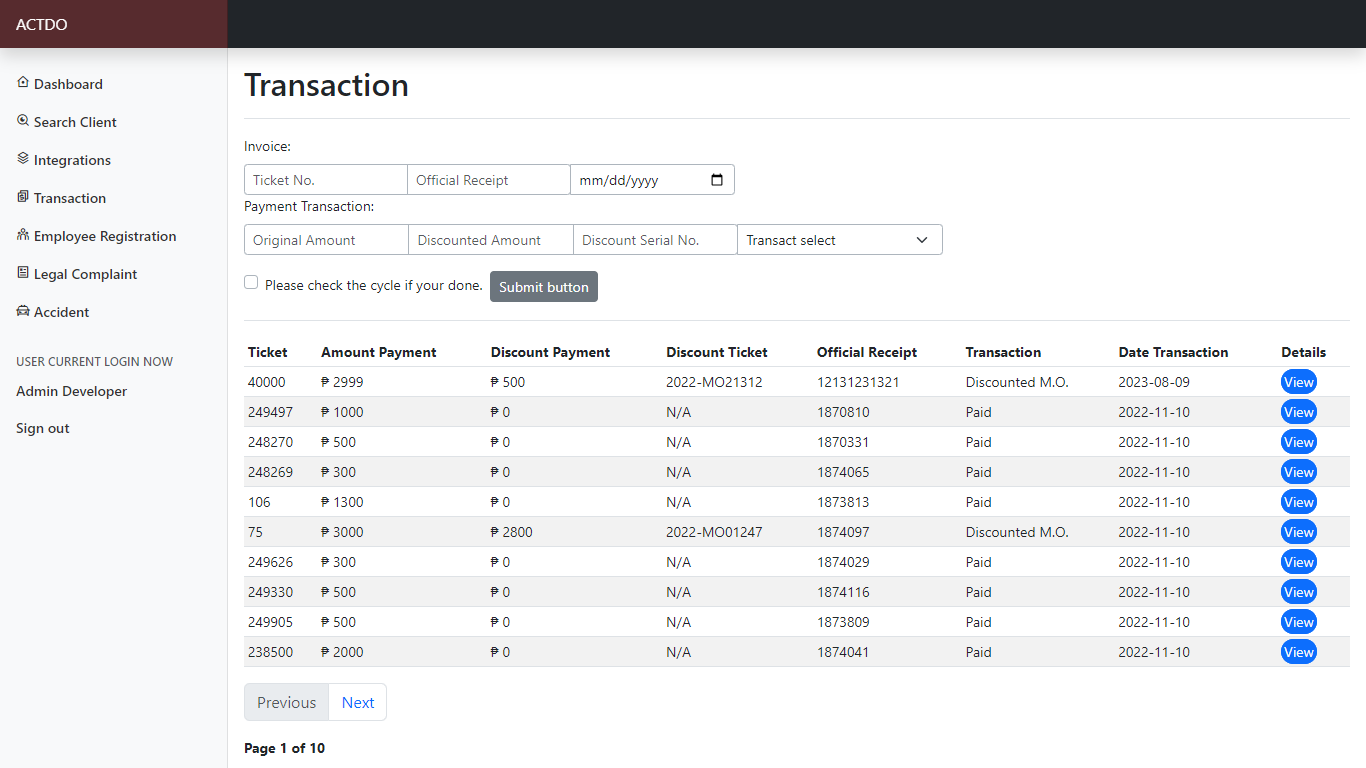 ACTDO
Dashboard
Search Client
Integrations
Transaction
Employee Registration
Legal Complaint
Accident
USER CURRENT LOGIN NOW
Admin Developer
Sign out
Transaction
Invoice:
Ticket No. Official Receipt mm/dd/yyyy
Payment Transaction:
Original Amount Discounted Amount Discount Serial No. Transact select
Please check the cycle if your done. Submit button
Ticket Amount Payment Discount Payment Discount Ticket Official Receipt Transaction Date Transaction Details
40000 ₱ 2999 ₱ 500 2022-MO21312 12131231321 Discounted M.O. 2023-08-09 View
249497 ₱ 1000 ₱ 0 N/A 1870810 Paid 2022-11-10 View
248270 ₱ 500 ₱ 0 N/A 1870331 Paid 2022-11-10 View
248269 ₱ 300 ₱ 0 N/A 1874065 Paid 2022-11-10 View
106 ₱ 1300 ₱ 0 N/A 1873813 Paid 2022-11-10 View
75 ₱ 3000 ₱ 2800 2022-MO01247 1874097 Discounted M.O. 2022-11-10 View
249626 ₱ 300 ₱ 0 N/A 1874029 Paid 2022-11-10 View
249330 ₱ 500 ₱ 0 N/A 1874116 Paid 2022-11-10 View
249905 ₱ 500 ₱ 0 N/A 1873809 Paid 2022-11-10 View
238500 ₱ 2000 ₱ 0 N/A 1874041 Paid 2022-11-10 View
Previous Next
Page 1 of 10